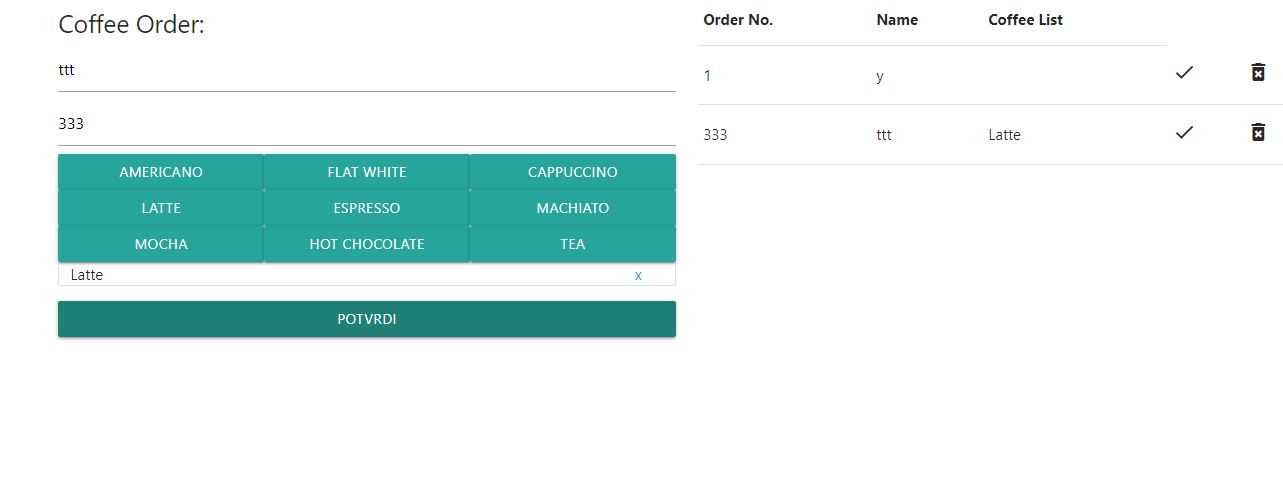 Coffee Order:
ttt
333
AMERICANO FLAT WHITE CAPPUCCINO
LATTE ESPRESSO MACHIATO
MOCHA HOT CHOCOLATE TEA
Latte x
POTVRDI
Order No. Name Coffee List
1 y
333 ttt Latte